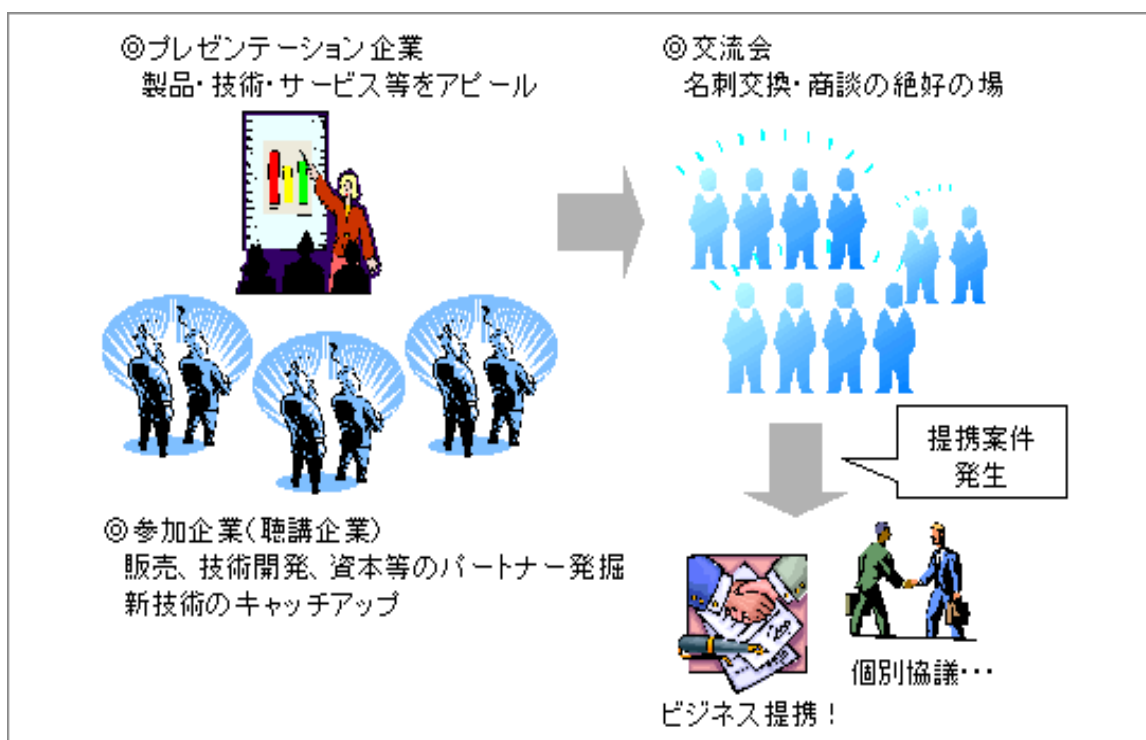 ◎プレゼンテーション企業
製品・技術・サービス等をアピール
◎参加企業(聴講企業)
販売、技術開発、資本等のパートナー発掘
新技術のキャッチアップ
◎交流会
名刺交換・商談の絶好の場
提携案件
発生
個別協議・・・
ビジネス提携！